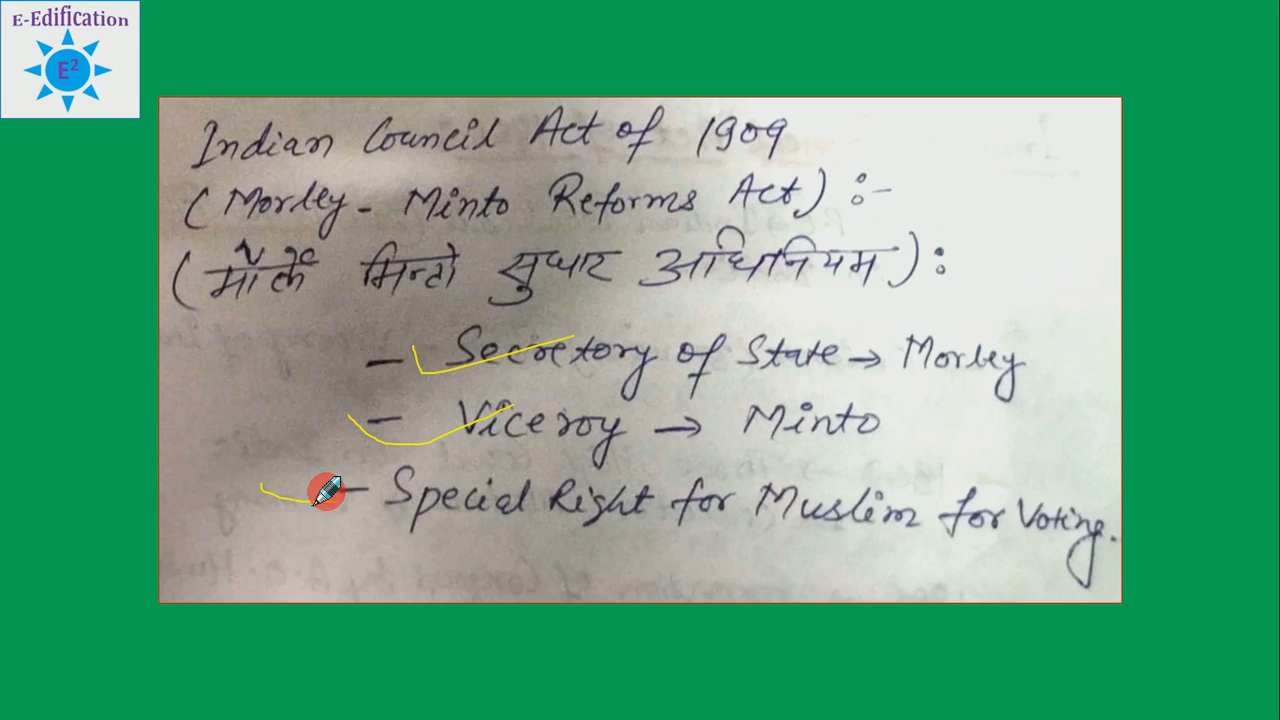 E-Edification
E²
Indian Council Act of 1909
(Morley - Minto Reforms Act) :-
(मॉर्ले मिन्टो सुधार अधिनियम) :
- Secretory of State → Morley
- Viceroy → Minto
- Special Right for Muslim for Voting.